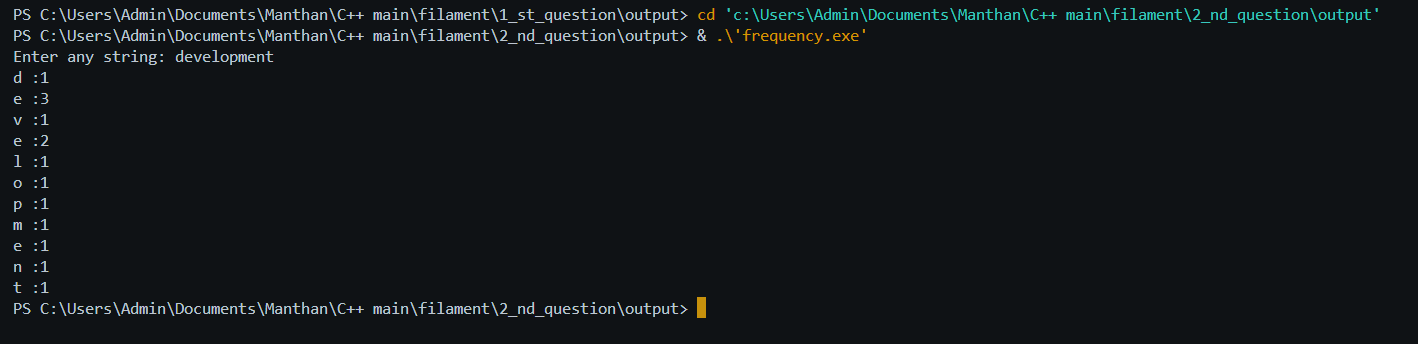 PS C:\Users\Admin\Documents\Manthan\C++ main\filament\1_st_question\output> cd 'c:\Users\Admin\Documents\Manthan\C++ main\filament\2_nd_question\output'
PS C:\Users\Admin\Documents\Manthan\C++ main\filament\2_nd_question\output> & .\'frequency.exe'
Enter any string: development
d :1
e :3
v :1
e :2
l :1
o :1
p :1
m :1
e :1
n :1
t :1
PS C:\Users\Admin\Documents\Manthan\C++ main\filament\2_nd_question\output>